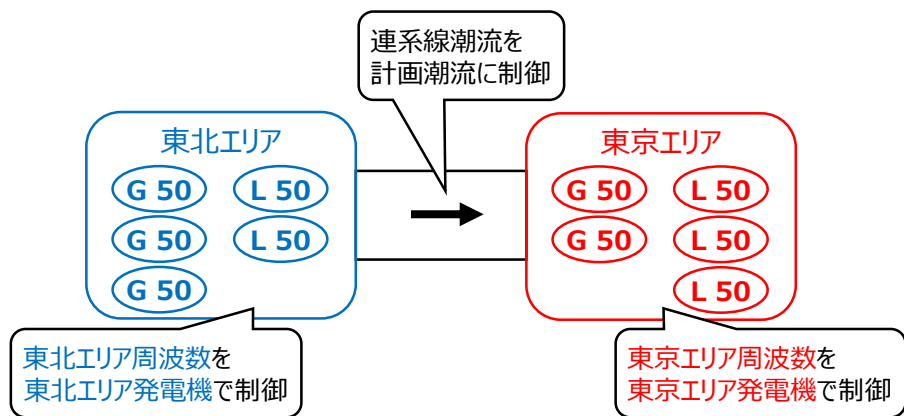 連系線潮流を
計画潮流に制御
東北エリア
G 50 L 50
G 50 L 50
G 50
東京エリア
G 50 L 50
G 50 L 50
L 50
東北エリア周波数を
東北エリア発電機で制御
東京エリア周波数を
東京エリア発電機で制御